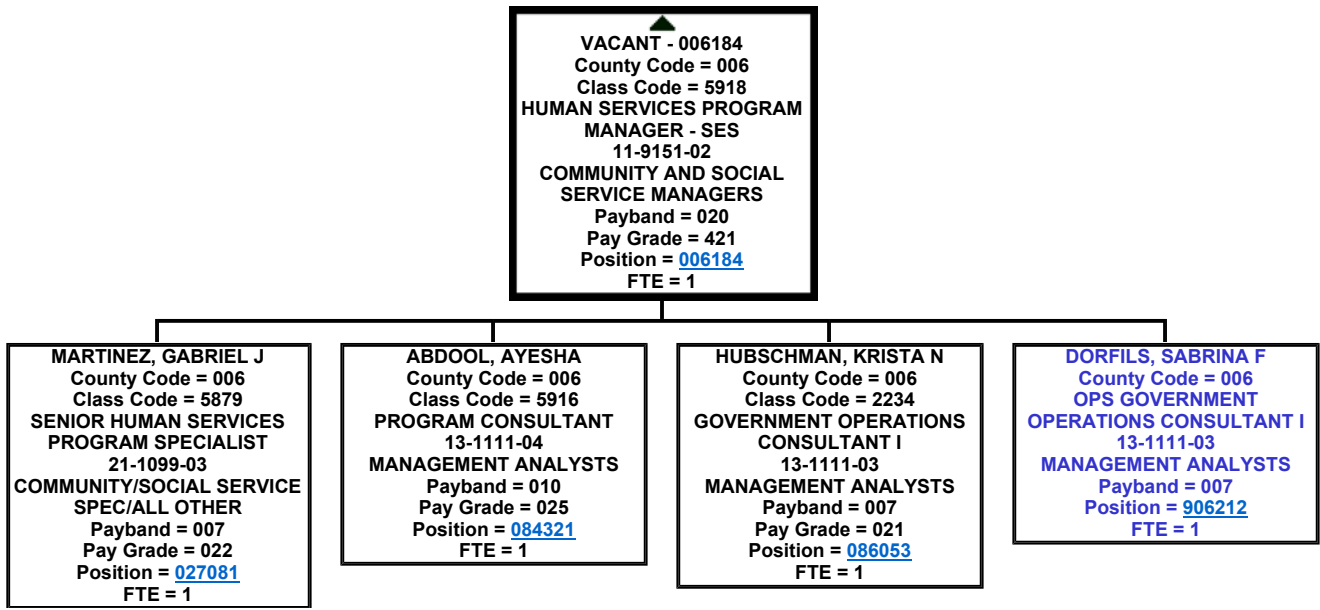 VACANT - 006184
County Code = 006
Class Code = 5918
HUMAN SERVICES PROGRAM
MANAGER - SES
11-9151-02
COMMUNITY AND SOCIAL
SERVICE MANAGERS
Payband = 020
Pay Grade = 421
Position = 006184
FTE = 1
MARTINEZ, GABRIEL J
County Code = 006
Class Code = 5879
SENIOR HUMAN SERVICES
PROGRAM SPECIALIST
21-1099-03
COMMUNITY/SOCIAL SERVICE
SPEC/ALL OTHER
Payband = 007
Pay Grade = 022
Position = 027081
FTE = 1
ABDOOL, AYESHA
County Code = 006
Class Code = 5916
PROGRAM CONSULTANT
13-1111-04
MANAGEMENT ANALYSTS
Payband = 010
Pay Grade = 025
Position = 084321
FTE = 1
HUBSCHMAN, KRISTA N
County Code = 006
Class Code = 2234
GOVERNMENT OPERATIONS
CONSULTANT I
13-1111-03
MANAGEMENT ANALYSTS
Payband = 007
Pay Grade = 021
Position = 086053
FTE = 1
DORFILS, SABRINA F
County Code = 006
OPS GOVERNMENT
OPERATIONS CONSULTANT I
13-1111-03
MANAGEMENT ANALYSTS
Payband = 007
Position = 906212
FTE = 1